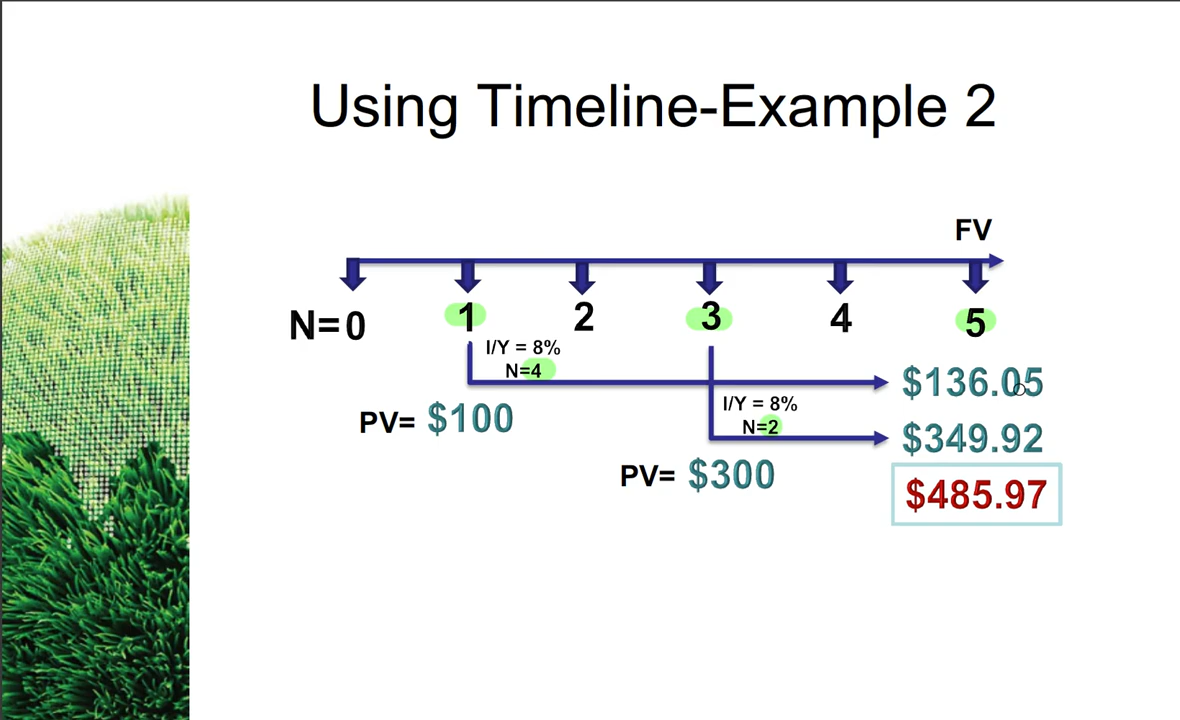 Using Timeline-Example 2
FV
N=0 1 2 3 4 5
I/Y = 8%
N=4
$136.05
PV= $100
I/Y = 8%
N=2
$349.92
PV= $300
$485.97